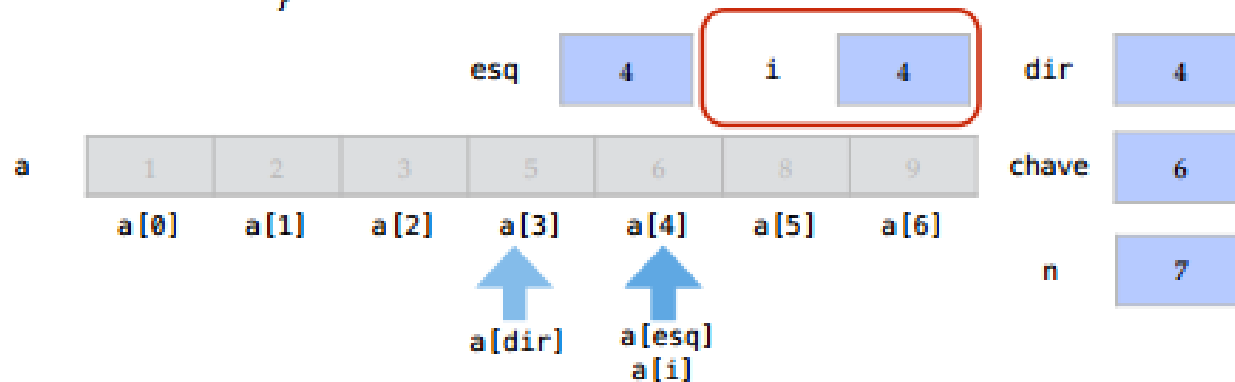 esq 4 i 4 dir 4
a 1 2 3 5 6 8 9 chave 6
a[0] a[1] a[2] a[3] a[4] a[5] a[6]
n 7
a[dir] a[esq]
a[i]